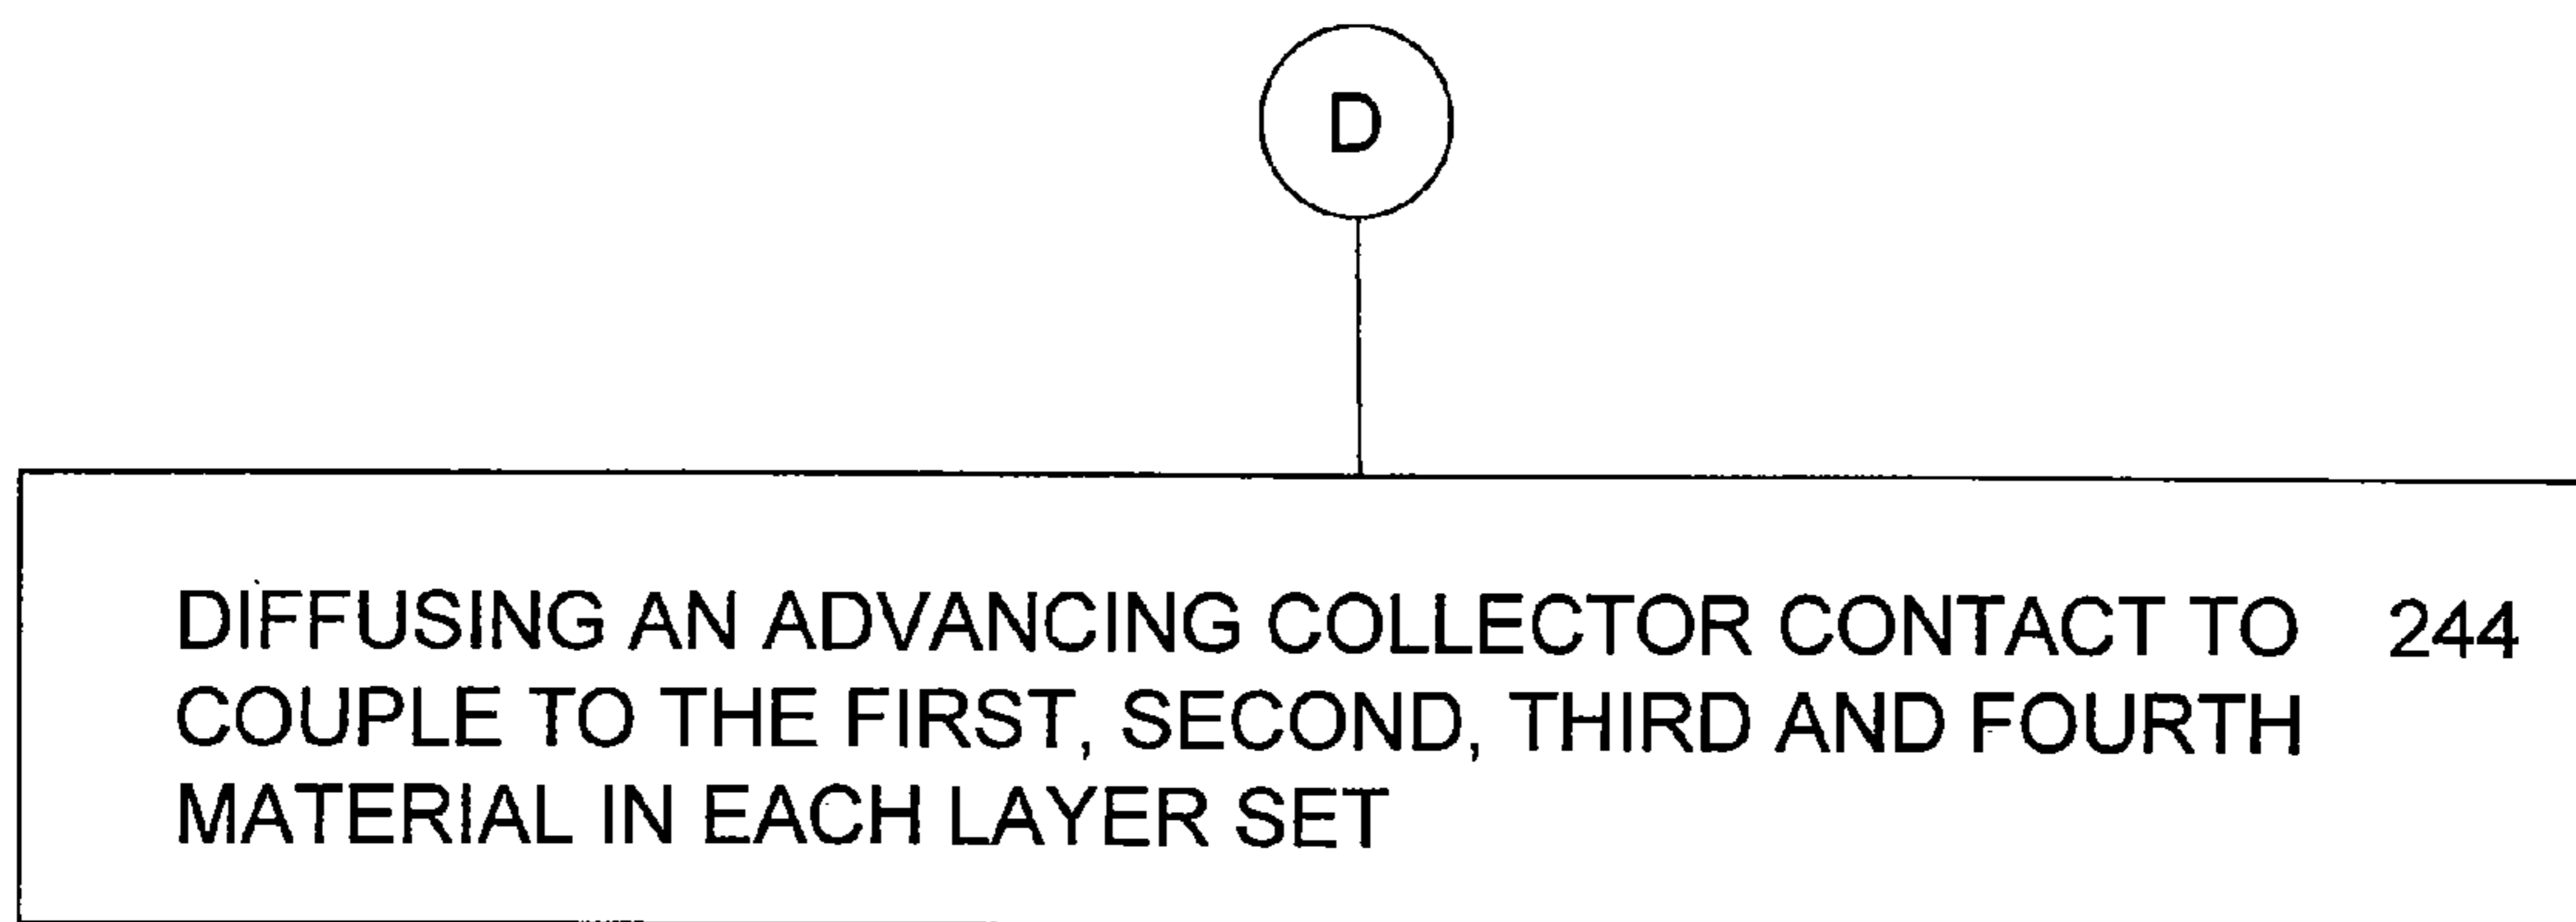 D
DIFFUSING AN ADVANCING COLLECTOR CONTACT TO 244
COUPLE TO THE FIRST, SECOND, THIRD AND FOURTH
MATERIAL IN EACH LAYER SET